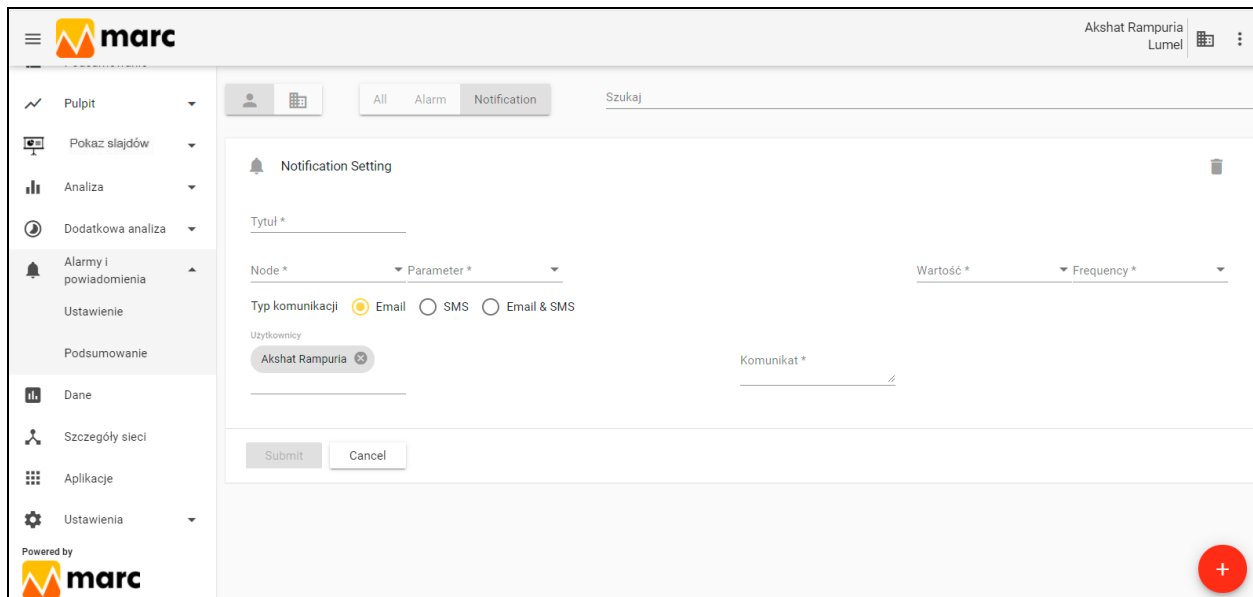 marc
Akshat Rampuria
Lumel
Pulpit
All Alarm Notification
Szukaj
Pokaz slajdów
Notification Setting
Analiza
Dodatkowa analiza
Tytuł *
Alarmy i
powiadomienia
Node * Parameter * Wartość * Frequency *
Ustawienie
Typ komunikacji Email SMS Email & SMS
Użytkownicy
Podsumowanie
Akshat Rampuria
Komunikat *
Dane
Szczegóły sieci
Submit Cancel
Aplikacje
Ustawienia
Powered by
marc